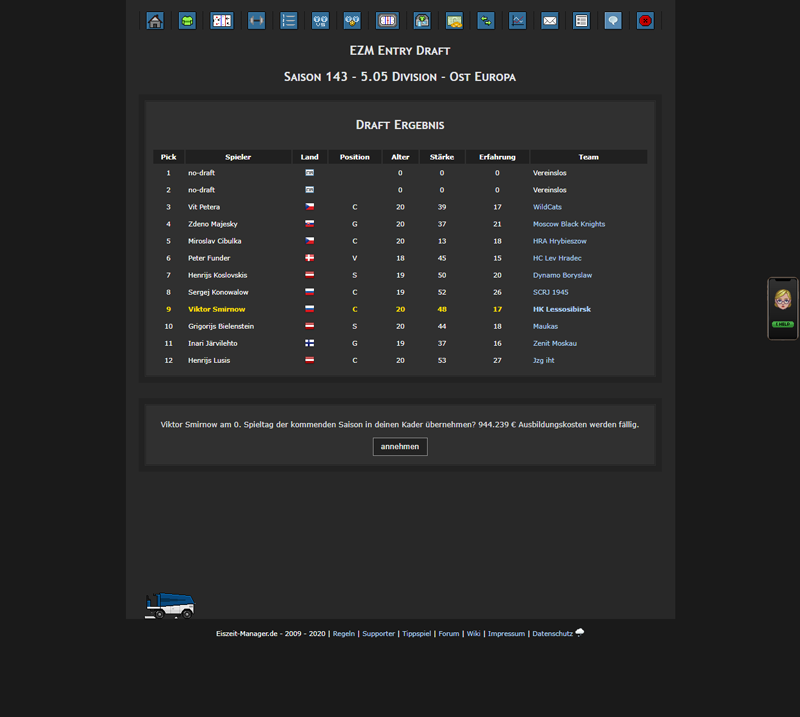 EZM Entry Draft
Saison 143 - 5.05 Division - Ost Europa
Draft Ergebnis
Pick Spieler Land Position Alter Stärke Erfahrung Team
1 no-draft 0 0 0 Vereinslos
2 no-draft 0 0 0 Vereinslos
3 Vit Petera C 20 39 17 WildCats
4 Zdeno Majesky G 20 37 21 Moscow Black Knights
5 Miroslav Cibulka C 20 13 18 HRA Hrybieszow
6 Peter Funder V 18 45 15 HC Lev Hradec
7 Henrijs Koslovskis S 19 50 20 Dynamo Boryslaw
8 Sergej Konowalow C 19 52 26 SCRJ 1945
9 Viktor Smirnow C 20 48 17 HK Lessosibirsk
10 Grigorijs Bielenstein S 20 44 18 Maukas
11 Inari Järvilehto G 19 37 16 Zenit Moskau
12 Henrijs Lusis C 20 53 27 Jzg iht
Viktor Smirnow am 0. Spieltag der kommenden Saison in deinen Kader übernehmen? 944.239 € Ausbildungskosten werden fällig.
annehmen
Eiszeit-Manager.de - 2009 - 2020 | Regeln | Supporter | Tippspiel | Forum | Wiki | Impressum | Datenschutz